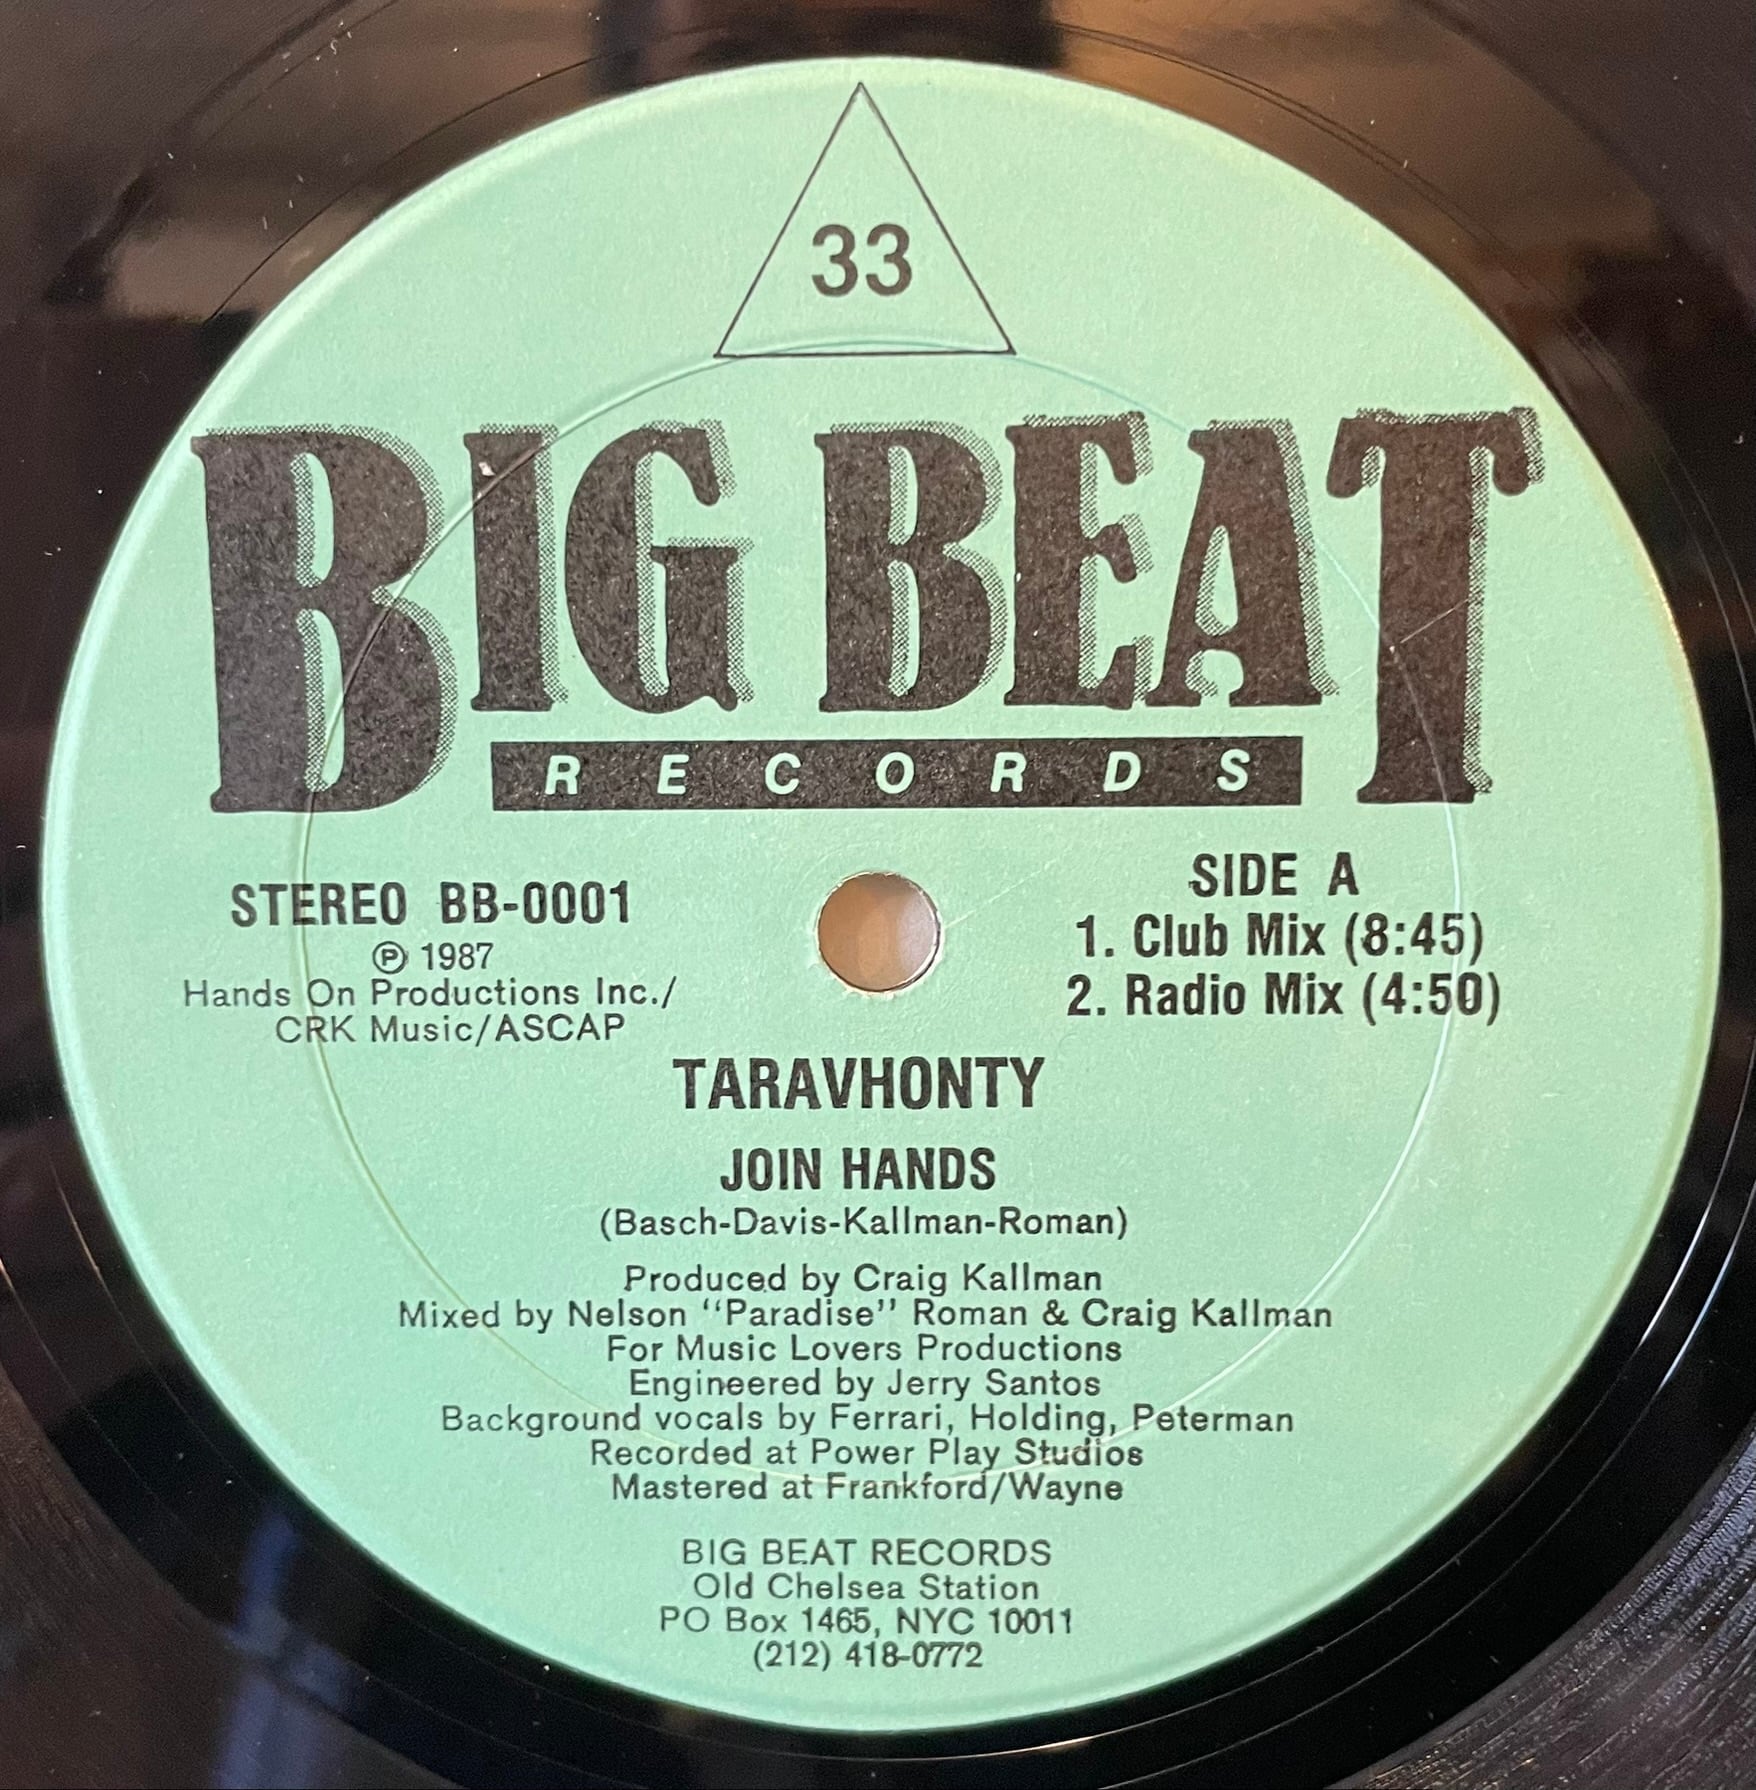 33
BIG BEAT
RECORDS
STEREO BB-0001
℗ 1987
Hands On Productions Inc./
CRK Music/ASCAP
SIDE A
1. Club Mix (8:45)
2. Radio Mix (4:50)
TARAVHONTY
JOIN HANDS
(Basch-Davis-Kallman-Roman)
Produced by Craig Kallman
Mixed by Nelson "Paradise" Roman & Craig Kallman
For Music Lovers Productions
Engineered by Jerry Santos
Background vocals by Ferrari, Holding, Peterman
Recorded at Power Play Studios
Mastered at Frankford/Wayne
BIG BEAT RECORDS
Old Chelsea Station
PO Box 1465, NYC 10011
(212) 418-0772